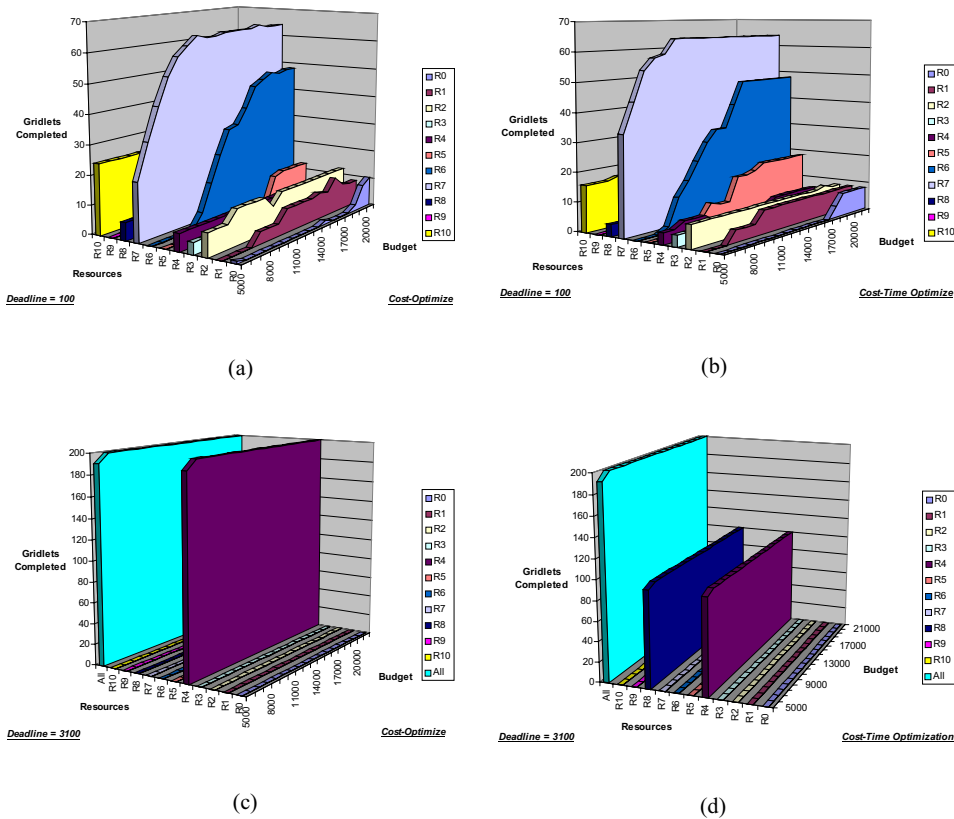 70
60
50
40
30
20
10
0
Gridlets
Completed
R10
R9
R8
R7
R6
R5
R4
R3
R2
R1
R0
Resources
5000
8000
11000
14000
17000
20000
Budget
R0
R1
R2
R3
R4
R5
R6
R7
R8
R9
R10
Deadline = 100
Cost-Optimize
(a)
70
60
50
40
30
20
10
0
Gridlets
Completed
R10
R9
R8
R7
R6
R5
R4
R3
R2
R1
R0
Resources
5000
8000
11000
14000
17000
20000
Budget
R0
R1
R2
R3
R4
R5
R6
R7
R8
R9
R10
Deadline = 100
Cost-Time Optimize
(b)
200
180
160
140
120
100
80
60
40
20
0
Gridlets
Completed
All
R10
R9
R8
R7
R6
R5
R4
R3
R2
R1
R0
Resources
5000
8000
11000
14000
17000
20000
Budget
R0
R1
R2
R3
R4
R5
R6
R7
R8
R9
R10
All
Deadline = 3100
Cost-Optimize
(c)
200
180
160
140
120
100
80
60
40
20
0
Gridlets
Completed
All
R10
R9
R8
R7
R6
R5
R4
R3
R2
R1
R0
Resources
5000
9000
13000
17000
21000
Budget
R0
R1
R2
R3
R4
R5
R6
R7
R8
R9
R10
All
Deadline = 3100
Cost-Time Optimization
(d)